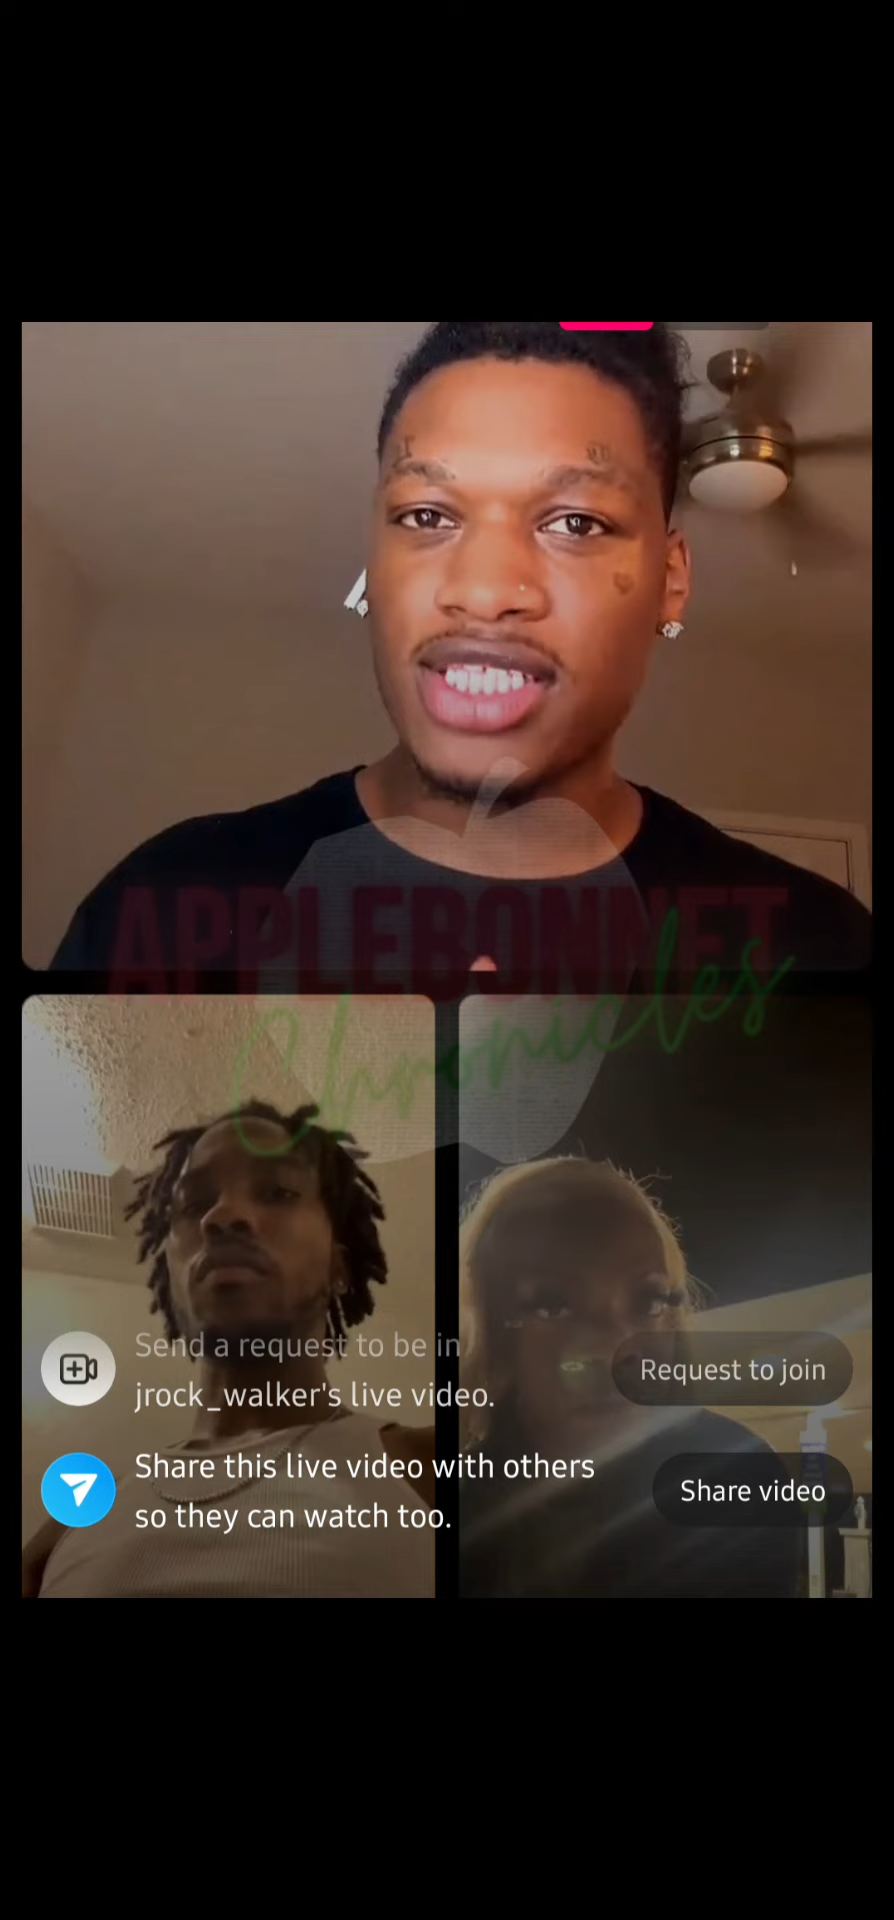 APPLEBONNET
Chronicles
Send a request to be in
jrock_walker's live video.
Request to join
Share this live video with others
so they can watch too.
Share video